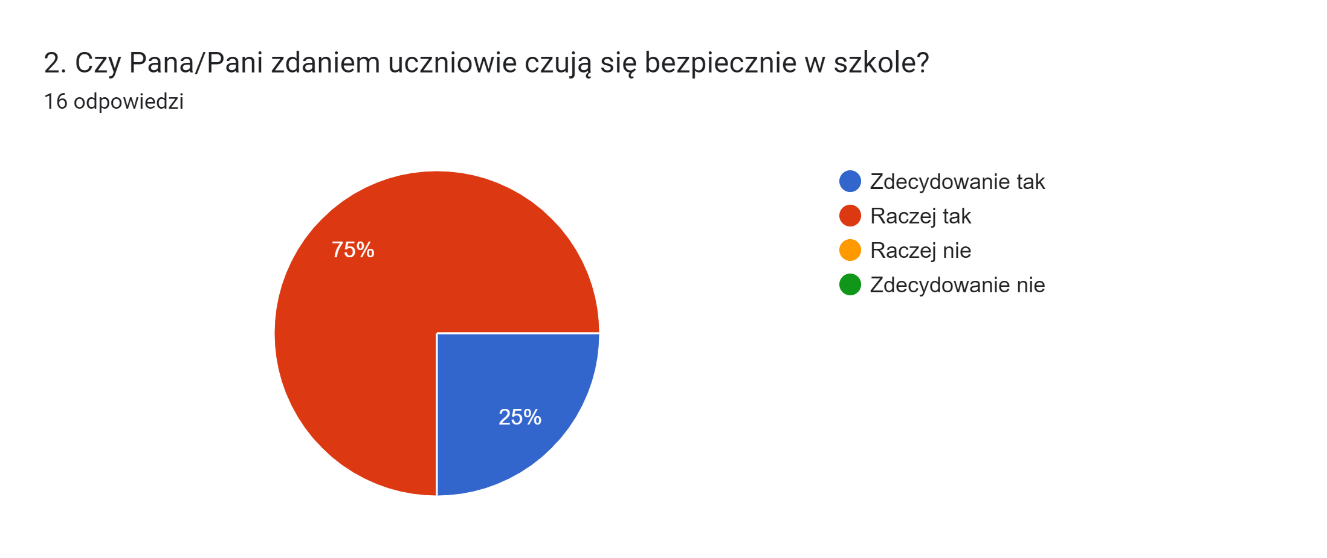 2. Czy Pana/Pani zdaniem uczniowie czują się bezpiecznie w szkole?
16 odpowiedzi
Zdecydowanie tak
Raczej tak
Raczej nie
Zdecydowanie nie
75%
25%